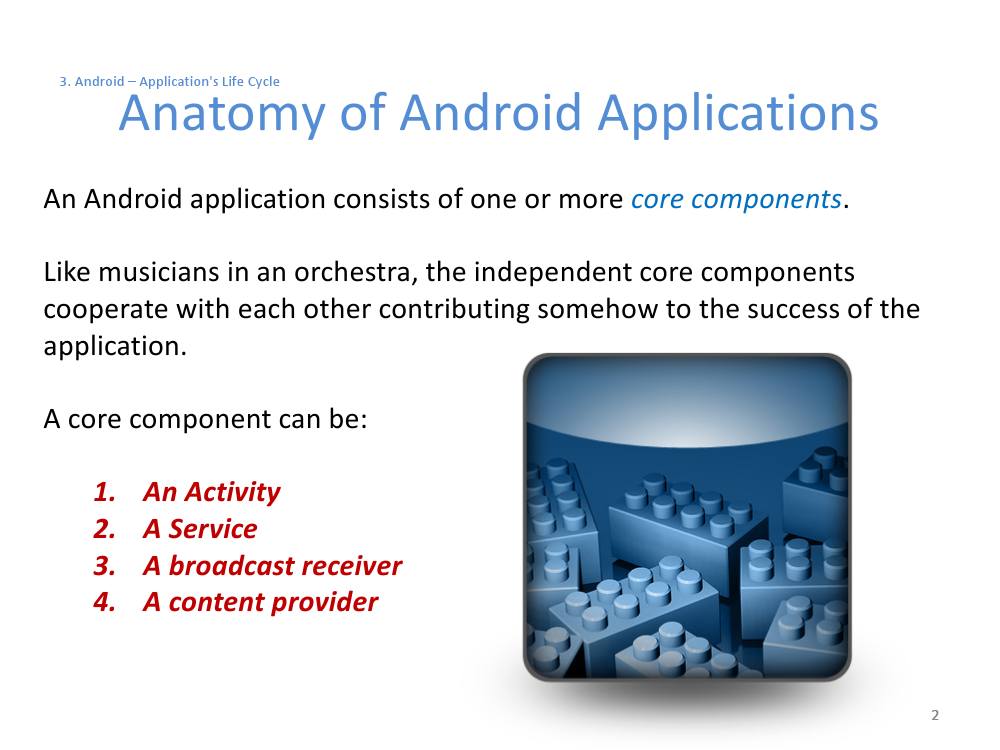 3. Android – Application's Life Cycle
Anatomy of Android Applications
An Android application consists of one or more core components.
Like musicians in an orchestra, the independent core components
cooperate with each other contributing somehow to the success of the
application.
A core component can be:
1. An Activity
2. A Service
3. A broadcast receiver
4. A content provider
2